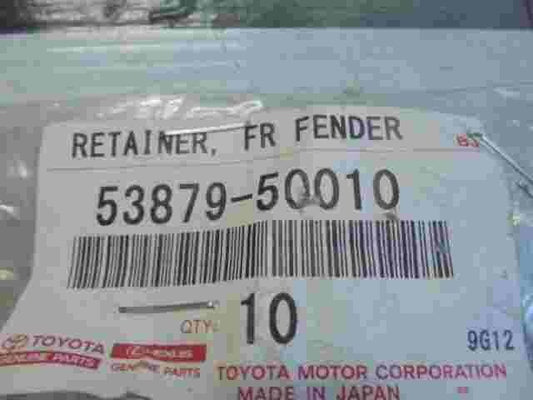 RETAINER, FR FENDER
53879-50010
QTY. 10
9G12
TOYOTA
GENUINE PARTS
LEXUS
GENUINE PARTS
TOYOTA MOTOR CORPORATION
MADE IN JAPAN